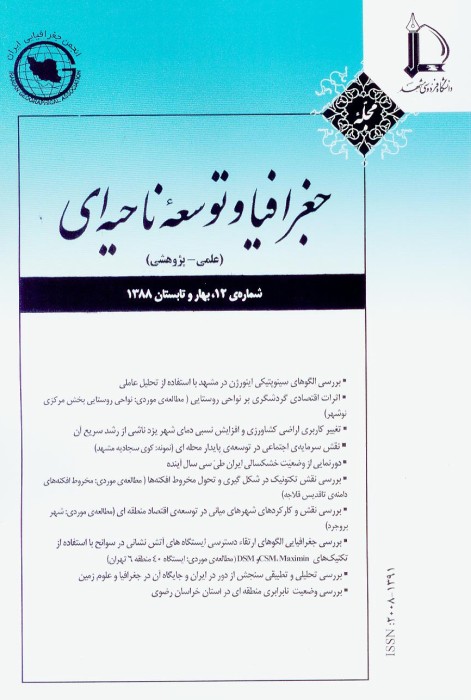 انجمن جغرافیایی ایران
دانشگاه فردوسی مشهد
مجله
جغرافیا و توسعهٔ ناحیه‌ای
(علمی - پژوهشی)
شماره‌ی ۱۲، بهار و تابستان ۱۳۸۸
▪ بررسی الگوهای سینوپتیکی اینورژن در مشهد با استفاده از تحلیل عاملی
▪ اثرات اقتصادی گردشگری بر نواحی روستایی ( مطالعه‌ی موردی: نواحی روستایی بخش مرکزی
نوشهر)
▪ تغییر کاربری اراضی کشاورزی و افزایش نسبی دمای شهر یزد ناشی از رشد سریع آن
▪ نقش سرمایه‌ی اجتماعی در توسعه‌ی پایدار محله ای (نمونه: کوی سجادیه مشهد)
▪ دورنمایی از وضعیت خشکسالی ایران طی سی سال آینده
▪ بررسی نقش تکتونیک در شکل گیری و تحول مخروط افکنه‌ها ( مطالعه‌ی موردی: مخروط افکنه‌های
دامنه‌ی تاقدیس قلاجه)
▪ بررسی نقش و کارکردهای شهرهای میانی در توسعه‌ی اقتصاد منطقه ای (مطالعه‌ی موردی: شهر
بروجرد)
▪ بررسی جغرافیایی الگوهای ارتقاء دسترسی ایستگاه های آتش نشانی در سوانح با استفاده از
تکنیک‌های CSM, Maximin و DSM (مطالعه‌ی موردی: ایستگاه ۴۰ منطقه ٦ تهران)
▪ بررسی تحلیلی و تطبیقی سنجش از دور در ایران و جایگاه آن در جغرافیا و علوم زمین
▪ بررسی وضعیت نابرابری منطقه ای در استان خراسان رضوی
ISSN : ۲۰۰۸-۱۳۹۱